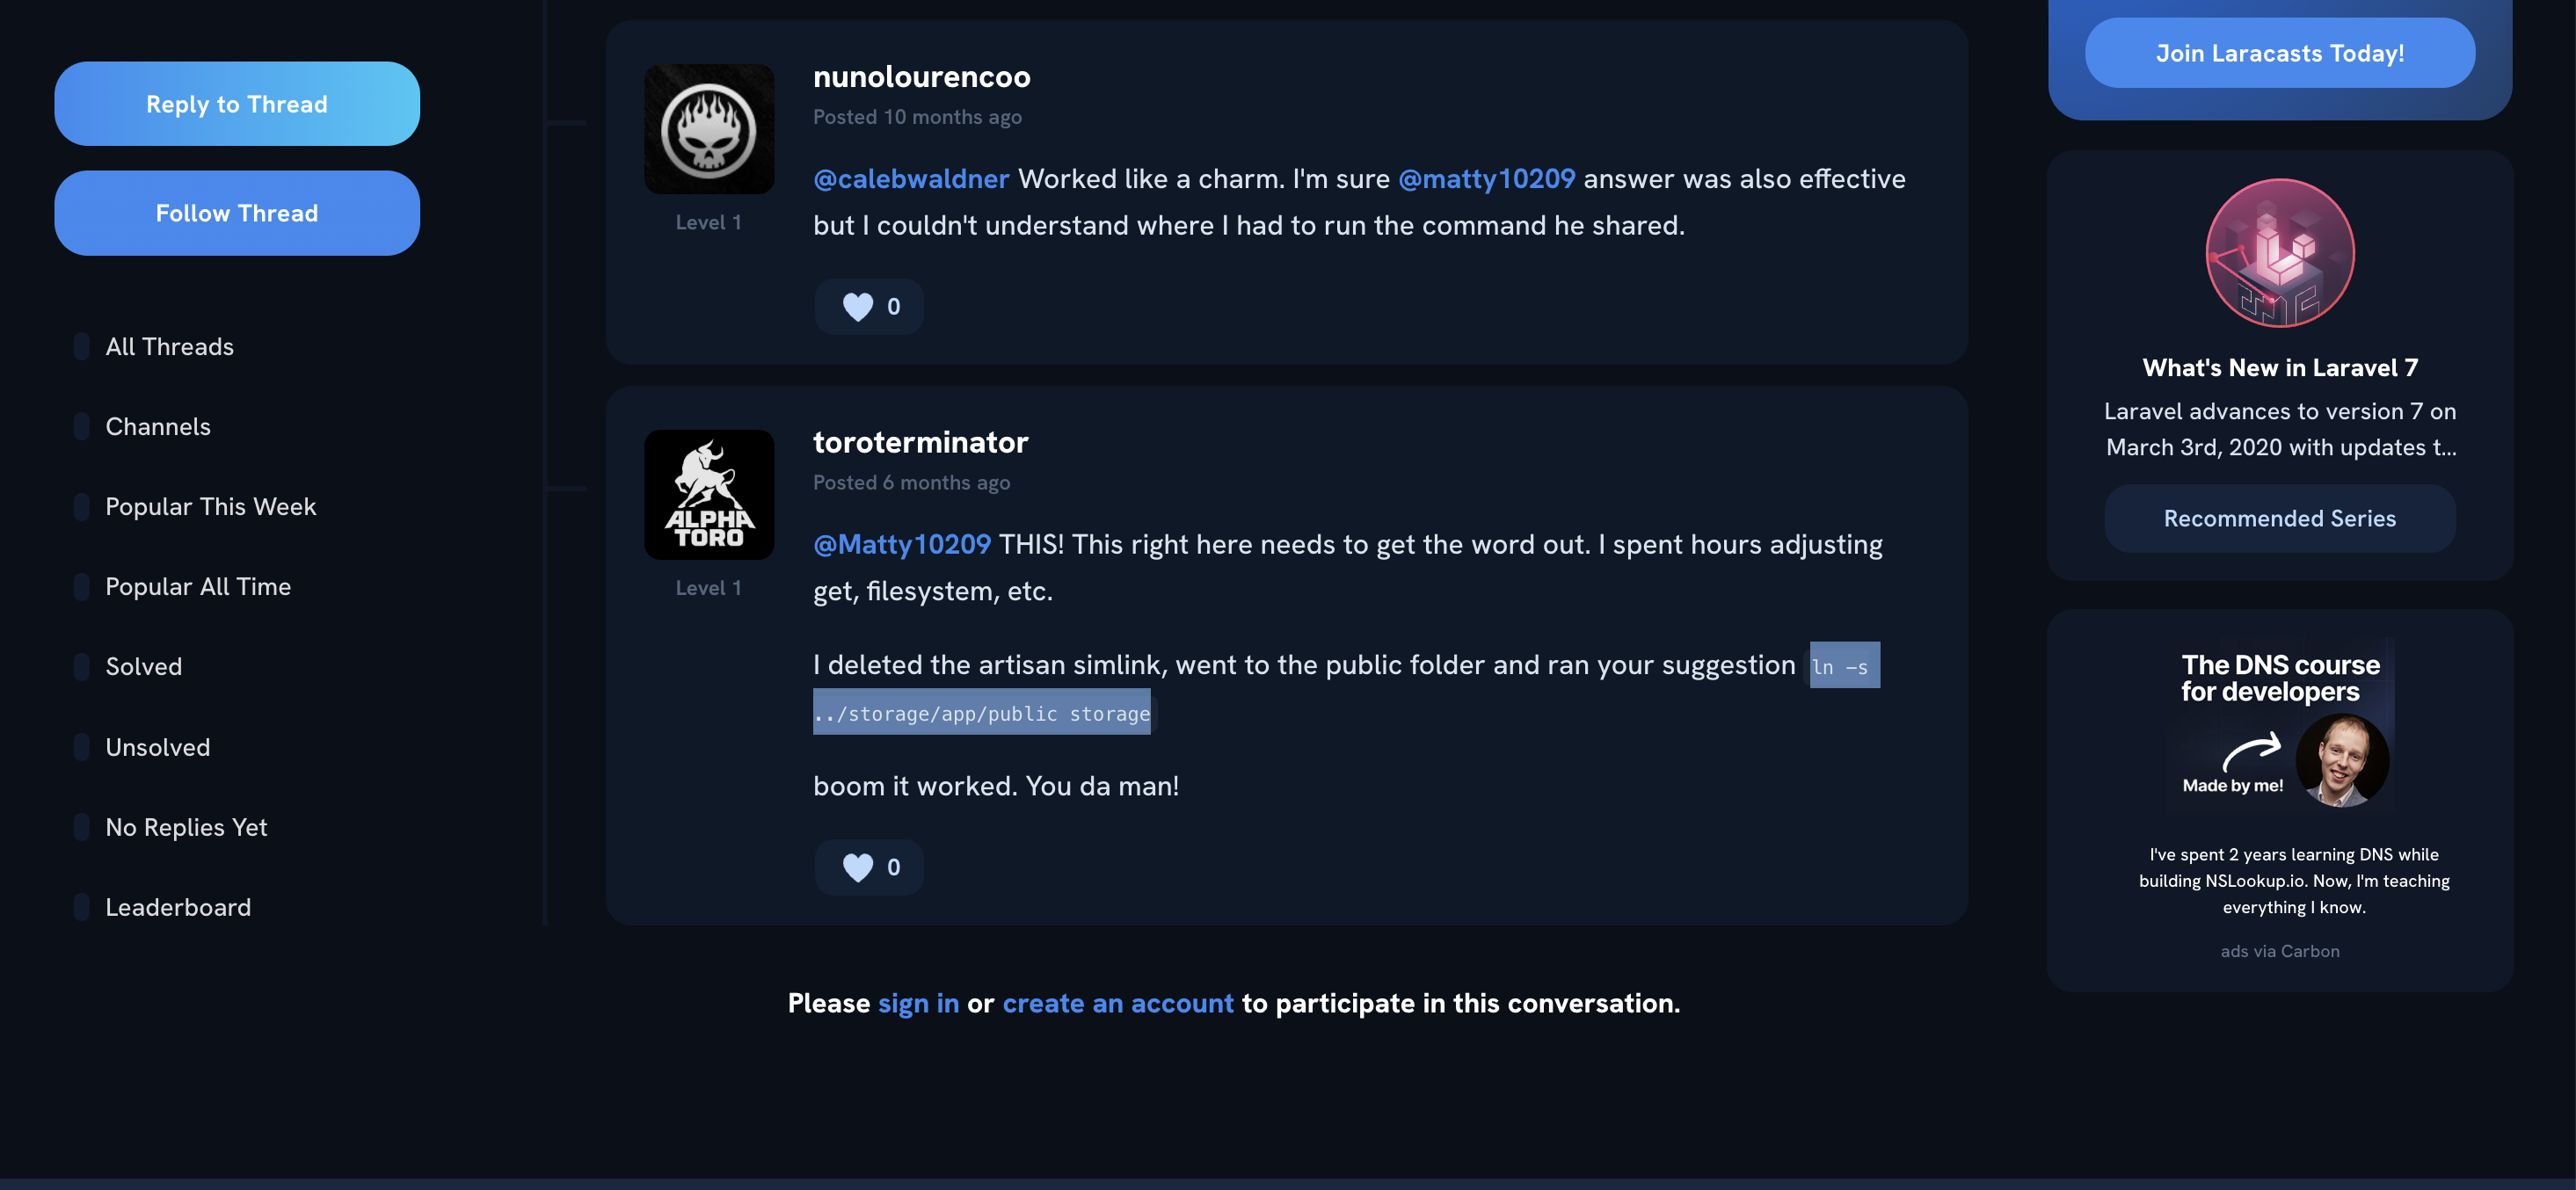 Reply to Thread
Follow Thread
All Threads
Channels
Popular This Week
Popular All Time
Solved
Unsolved
No Replies Yet
Leaderboard
nunolourencoo
Posted 10 months ago
Level 1
@calebwaldner Worked like a charm. I'm sure @matty10209 answer was also effective
but I couldn't understand where I had to run the command he shared.
0
toroterminator
Posted 6 months ago
ALPHA
TORO
Level 1
@Matty10209 THIS! This right here needs to get the word out. I spent hours adjusting
get, filesystem, etc.
I deleted the artisan simlink, went to the public folder and ran your suggestion ln -s
../storage/app/public storage
boom it worked. You da man!
0
Please sign in or create an account to participate in this conversation.
Join Laracasts Today!
What's New in Laravel 7
Laravel advances to version 7 on
March 3rd, 2020 with updates t...
Recommended Series
The DNS course
for developers
Made by me!
I've spent 2 years learning DNS while
building NSLookup.io. Now, I'm teaching
everything I know.
ads via Carbon